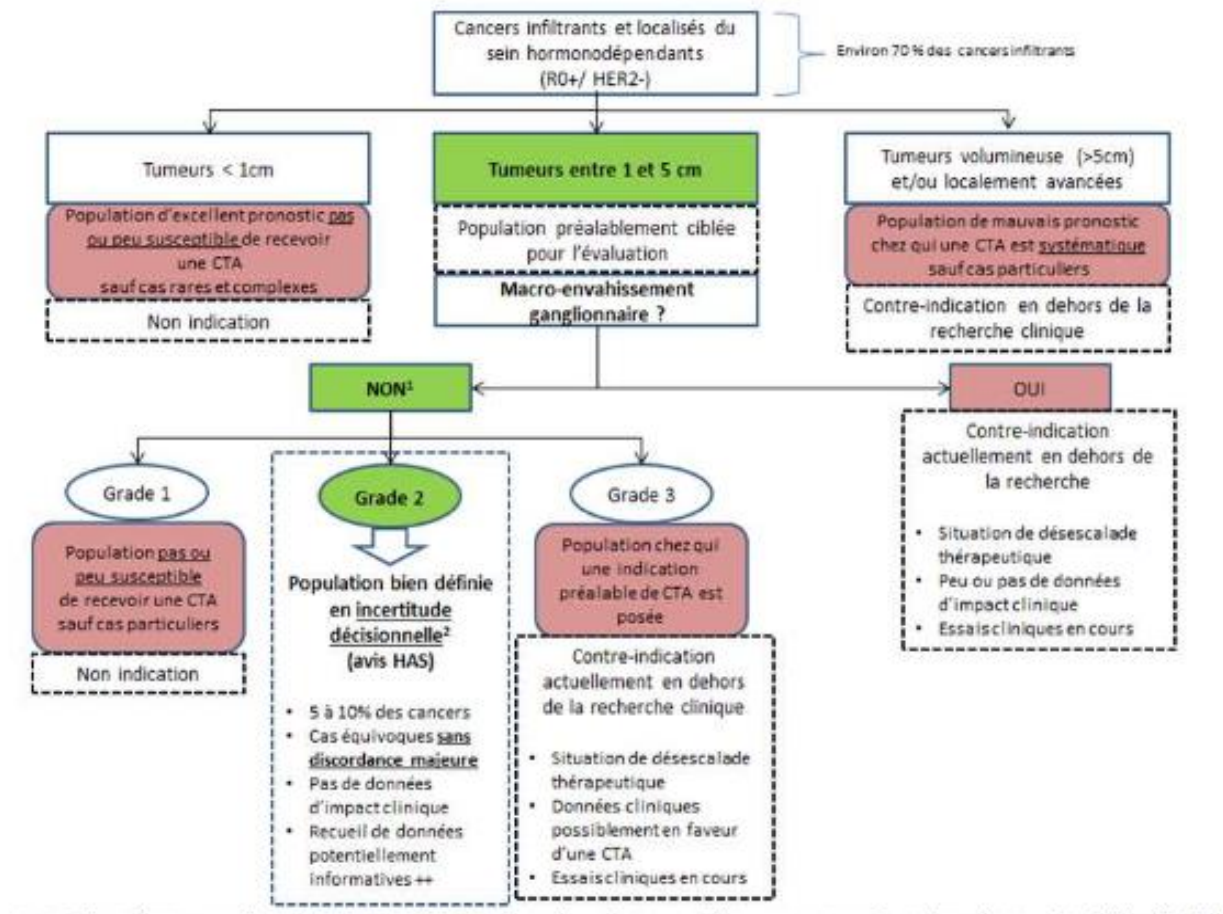 Cancers infiltrants et localisés du
sein hormonodépendants
(R0+/ HER2-)
Environ 70 % des cancers infiltrants
Tumeurs < 1cm
Population d'excellent pronostic pas
ou peu susceptible de recevoir
une CTA
sauf cas rares et complexes
Non indication
Tumeurs entre 1 et 5 cm
Population préalablement ciblée
pour l'évaluation
Macro-envahissement
ganglionnaire ?
Tumeurs volumineuse (>5cm)
et/ou localement avancées
Population de mauvais pronostic
chez qui une CTA est systématique
sauf cas particuliers
Contre-indication en dehors de la
recherche clinique
NON¹
OUI
Contre-indication
actuellement en dehors de
la recherche
• Situation de désescalade
thérapeutique
• Peu ou pas de données
d'impact clinique
• Essais cliniques en cours
Grade 1
Population pas ou
peu susceptible
de recevoir une CTA
sauf cas particuliers
Non indication
Grade 2
Population bien définie
en incertitude
décisionnelle²
(avis HAS)
• 5 à 10% des cancers
• Cas équivoques sans
discordance majeure
• Pas de données
d'impact clinique
• Recueil de données
potentiellement
informatives ++
Grade 3
Population chez qui
une indication
préalable de CTA est
posée
Contre-indication
actuellement en dehors
de la recherche clinique
• Situation de désescalade
thérapeutique
• Données cliniques
possiblement en faveur
d'une CTA
• Essais cliniques en cours